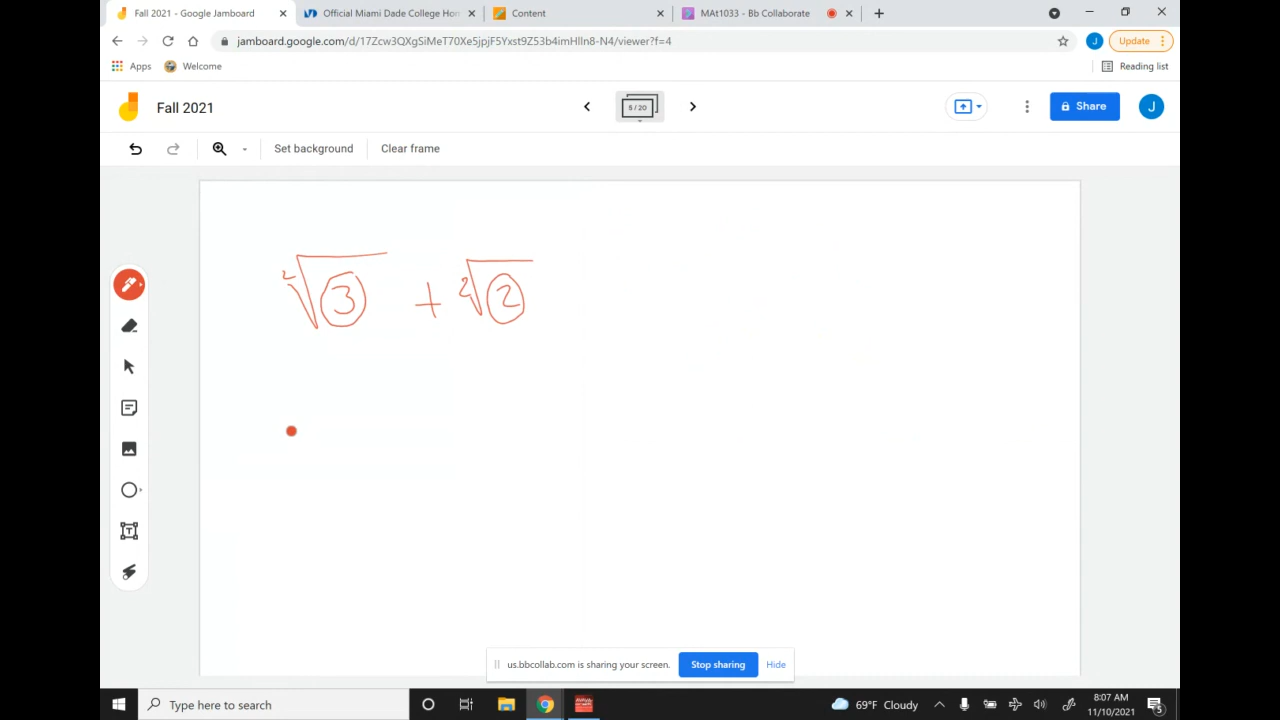 Fall 2021 - Google Jamboard
Official Miami Dade College Hon
Content
MAt1033 - Bb Collaborate
jamboard.google.com/d/17Zcw3QXgSiMeT70Xe5jpjF5Yxst9Z53b4imHlln8-N4/viewer?f=4
J
Update
Apps
Welcome
Reading list
Fall 2021
5 / 20
Share
J
Set background
Clear frame
²√3 + ²√2
us.bbcollab.com is sharing your screen.
Stop sharing
Hide
Type here to search
69°F Cloudy
8:07 AM
11/10/2021
5